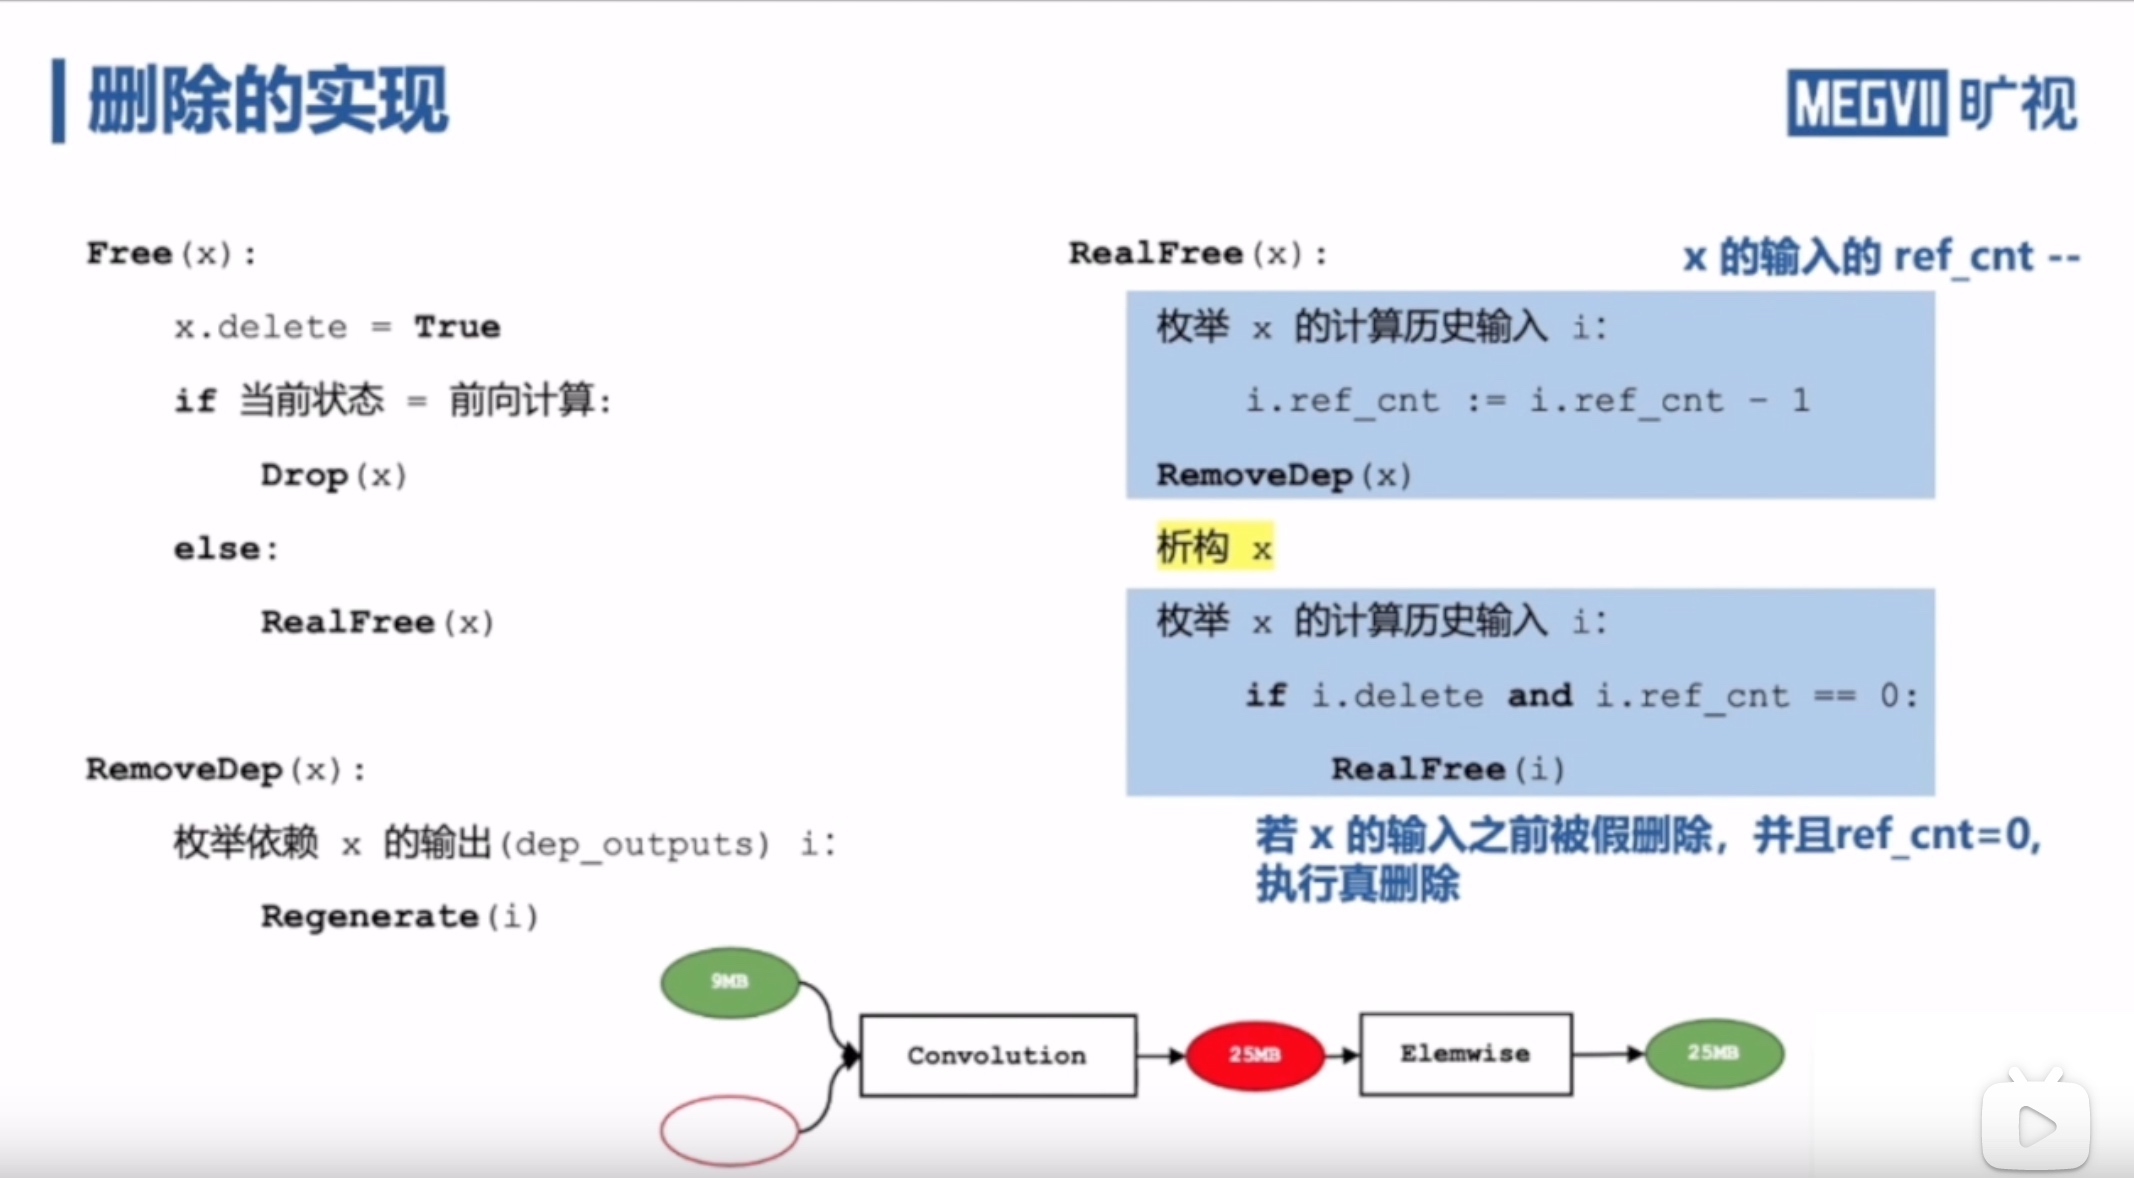 删除的实现
MEGVII 旷视
Free(x):
x.delete = True
if 当前状态 = 前向计算:
Drop(x)
else:
RealFree(x)
RemoveDep(x):
枚举依赖 x 的输出(dep_outputs) i:
Regenerate(i)
RealFree(x):
x 的输入的 ref_cnt --
枚举 x 的计算历史输入 i:
i.ref_cnt := i.ref_cnt - 1
RemoveDep(x)
析构 x
枚举 x 的计算历史输入 i:
if i.delete and i.ref_cnt == 0:
RealFree(i)
若 x 的输入之前被假删除，并且ref_cnt=0,
执行真删除
9MB
Convolution
25MB
Elemwise
25MB